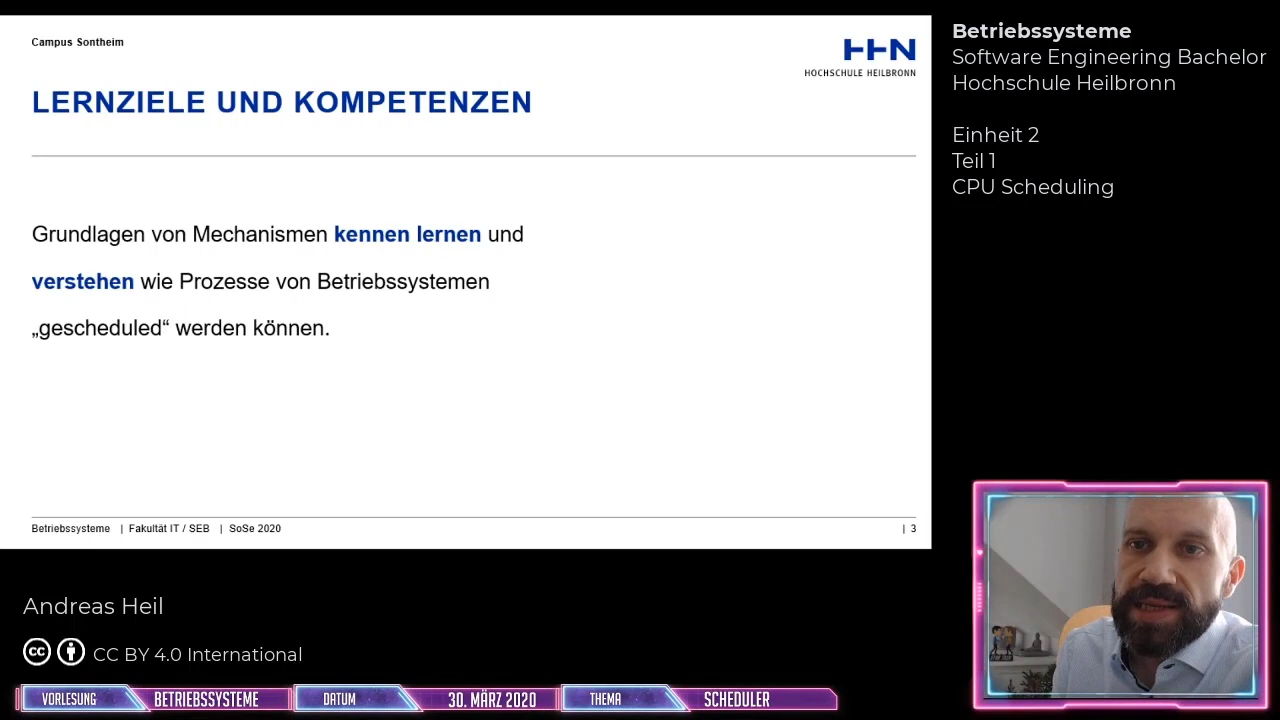 Campus Sontheim
HHN
HOCHSCHULE HEILBRONN
LERNZIELE UND KOMPETENZEN
Grundlagen von Mechanismen kennen lernen und
verstehen wie Prozesse von Betriebssystemen
„gescheduled“ werden können.
Betriebssysteme | Fakultät IT / SEB | SoSe 2020 | 3
Betriebssysteme
Software Engineering Bachelor
Hochschule Heilbronn
Einheit 2
Teil 1
CPU Scheduling
Andreas Heil
cc CC BY 4.0 International
VORLESUNG BETRIEBSSYSTEME DATUM 30. MÄRZ 2020 THEMA SCHEDULER